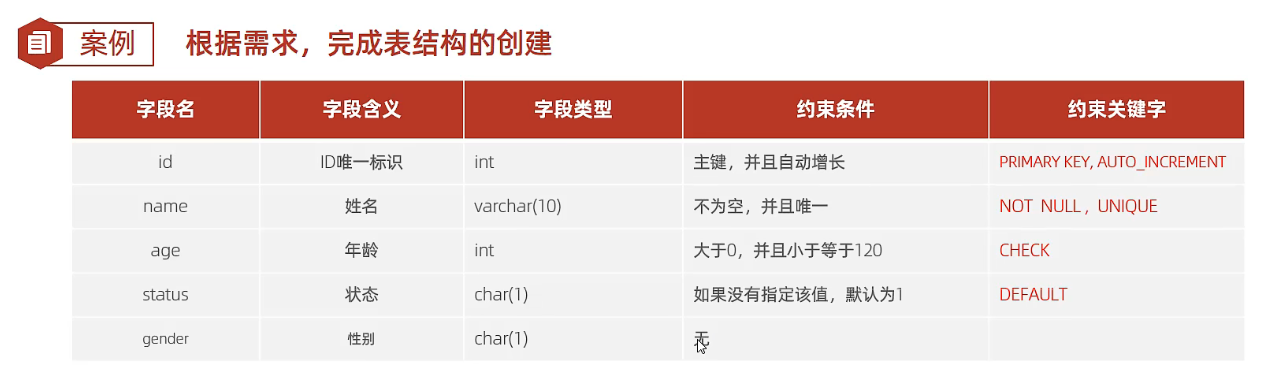 案例 根据需求，完成表结构的创建
字段名 字段含义 字段类型 约束条件 约束关键字
id ID唯一标识 int 主键，并且自动增长 PRIMARY KEY, AUTO_INCREMENT
name 姓名 varchar(10) 不为空，并且唯一 NOT NULL , UNIQUE
age 年龄 int 大于0，并且小于等于120 CHECK
status 状态 char(1) 如果没有指定该值，默认为1 DEFAULT
gender 性别 char(1) 无